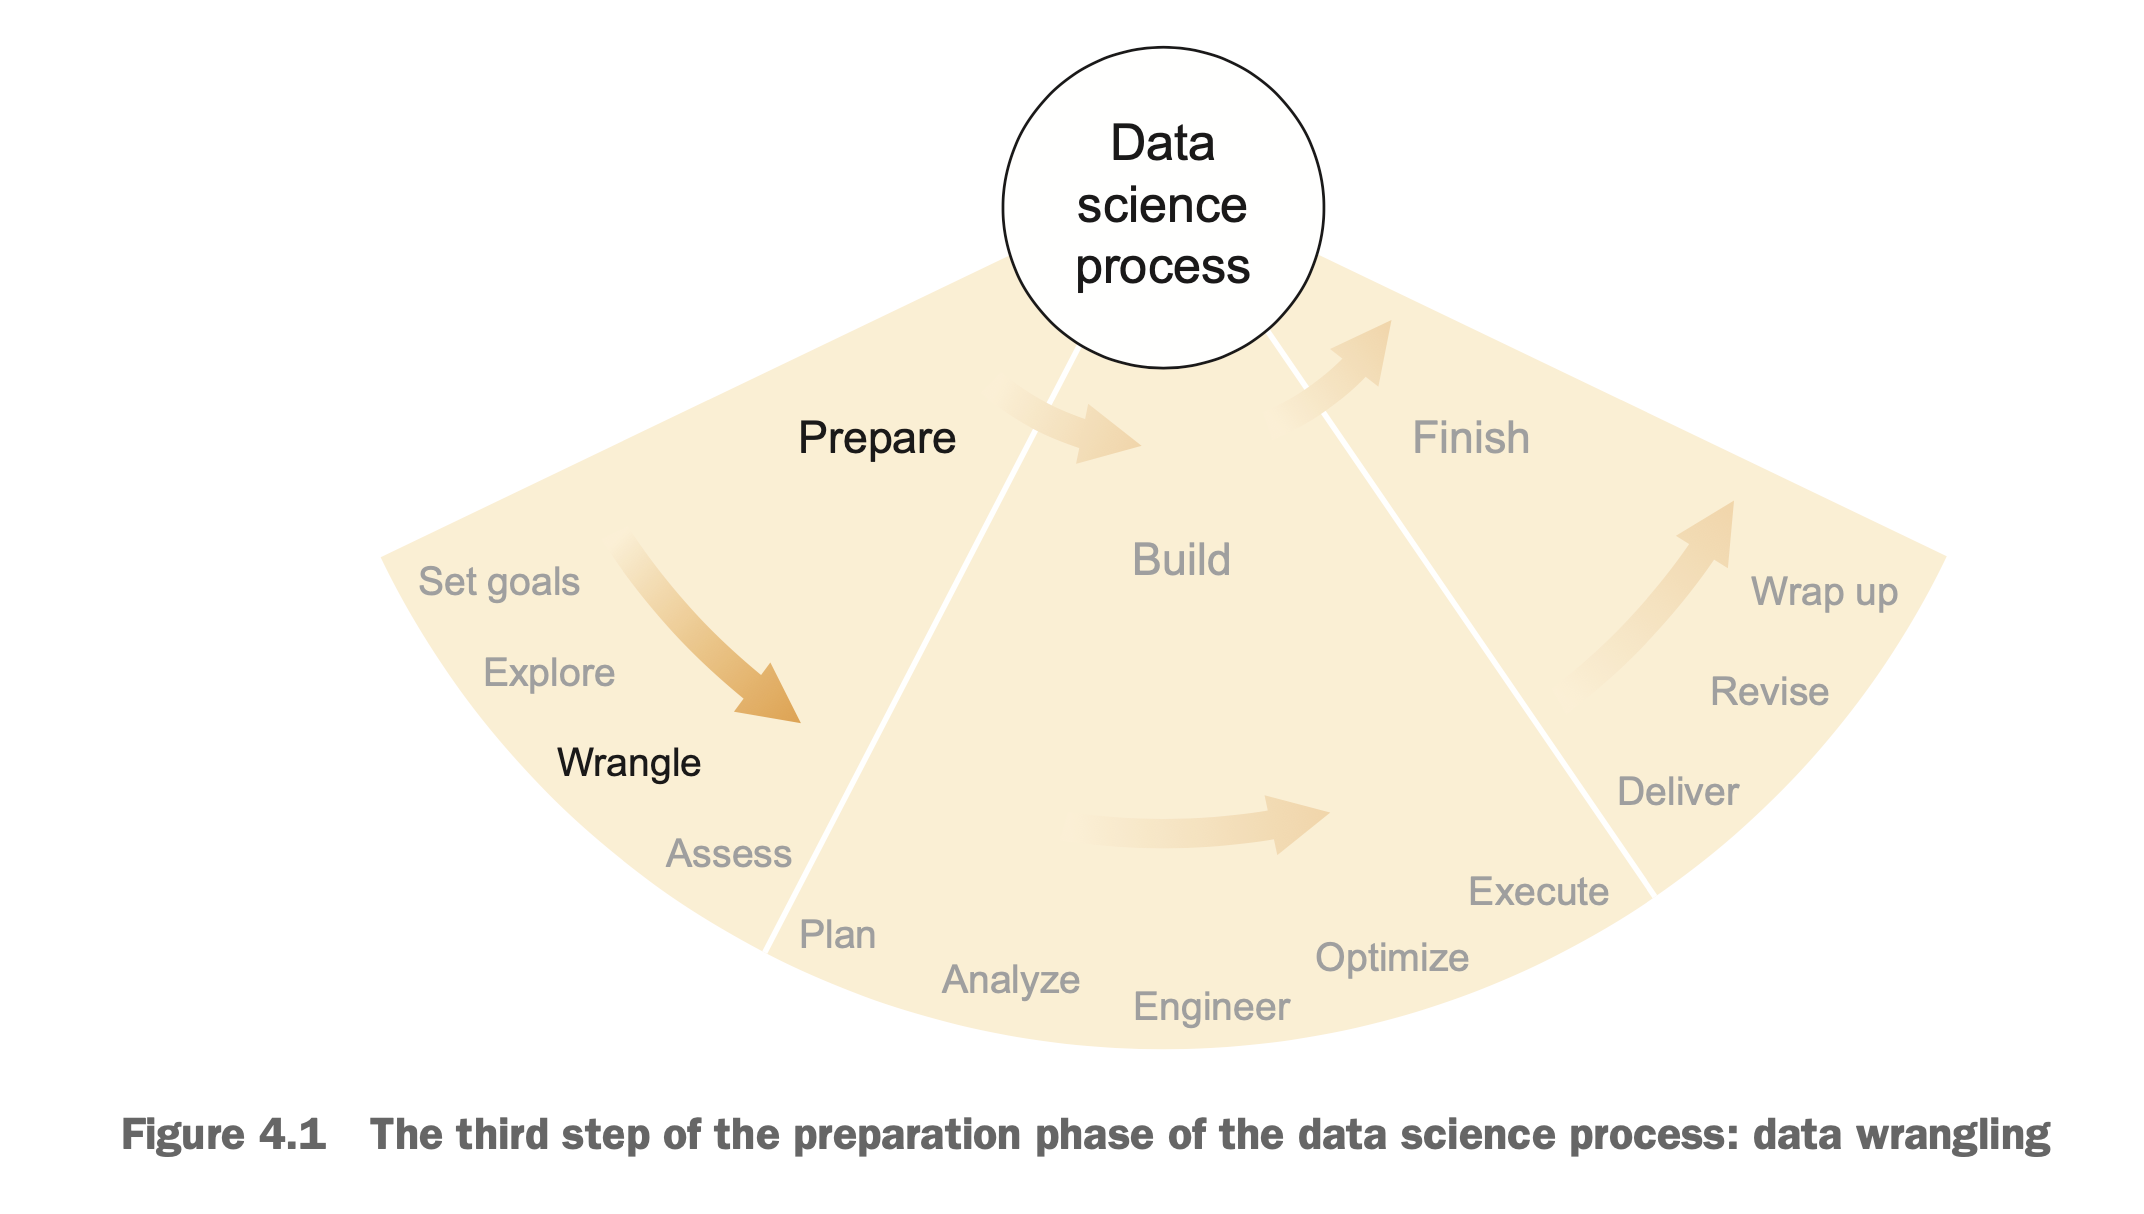 Data
science
process
Prepare
Set goals
Explore
Wrangle
Assess
Build
Plan
Analyze
Engineer
Optimize
Execute
Finish
Deliver
Revise
Wrap up
Figure 4.1 The third step of the preparation phase of the data science process: data wrangling